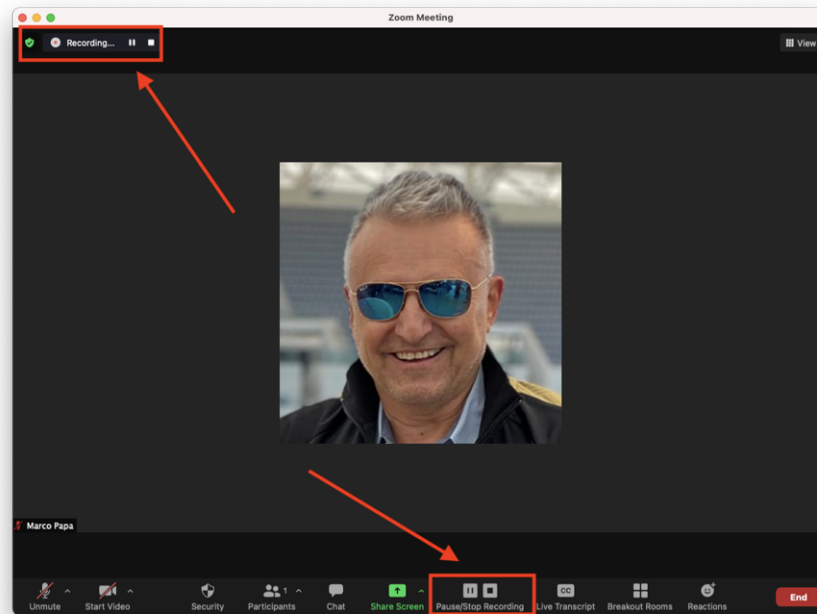 Zoom Meeting
Recording...
View
Marco Papa
1
Unmute
Start Video
Security
Participants
Chat
Share Screen
Pause/Stop Recording
CC
Live Transcript
Breakout Rooms
Reactions
End